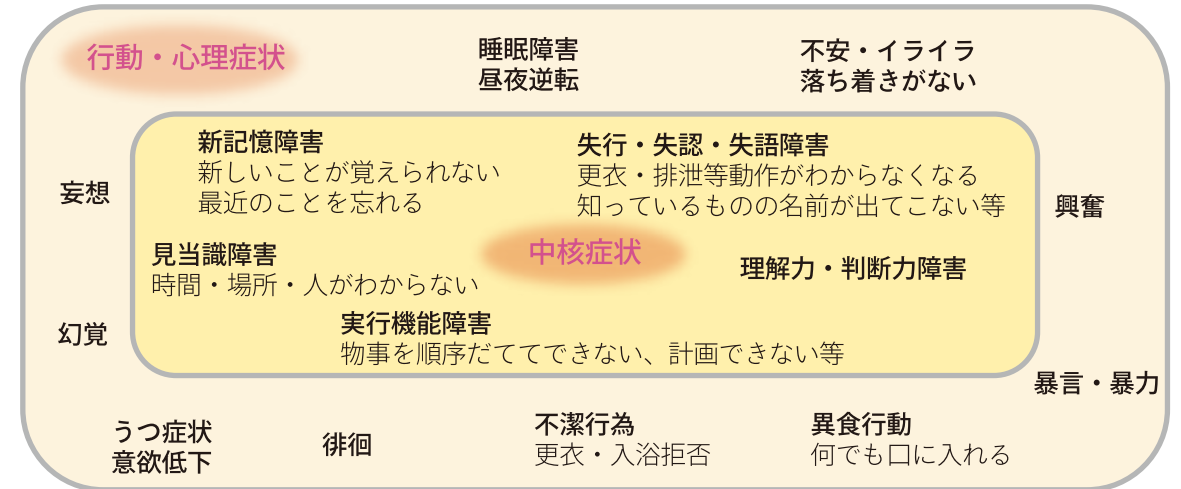 行動・心理症状
睡眠障害
昼夜逆転
不安・イライラ
落ち着きがない
新記憶障害
新しいことが覚えられない
最近のことを忘れる
失行・失認・失語障害
更衣・排泄等動作がわからなくなる
知っているものの名前が出てこない等
妄想
興奮
見当識障害
時間・場所・人がわからない
中核症状
理解力・判断力障害
実行機能障害
物事を順序だててできない、計画できない等
幻覚
暴言・暴力
うつ症状
意欲低下
徘徊
不潔行為
更衣・入浴拒否
異食行動
何でも口に入れる